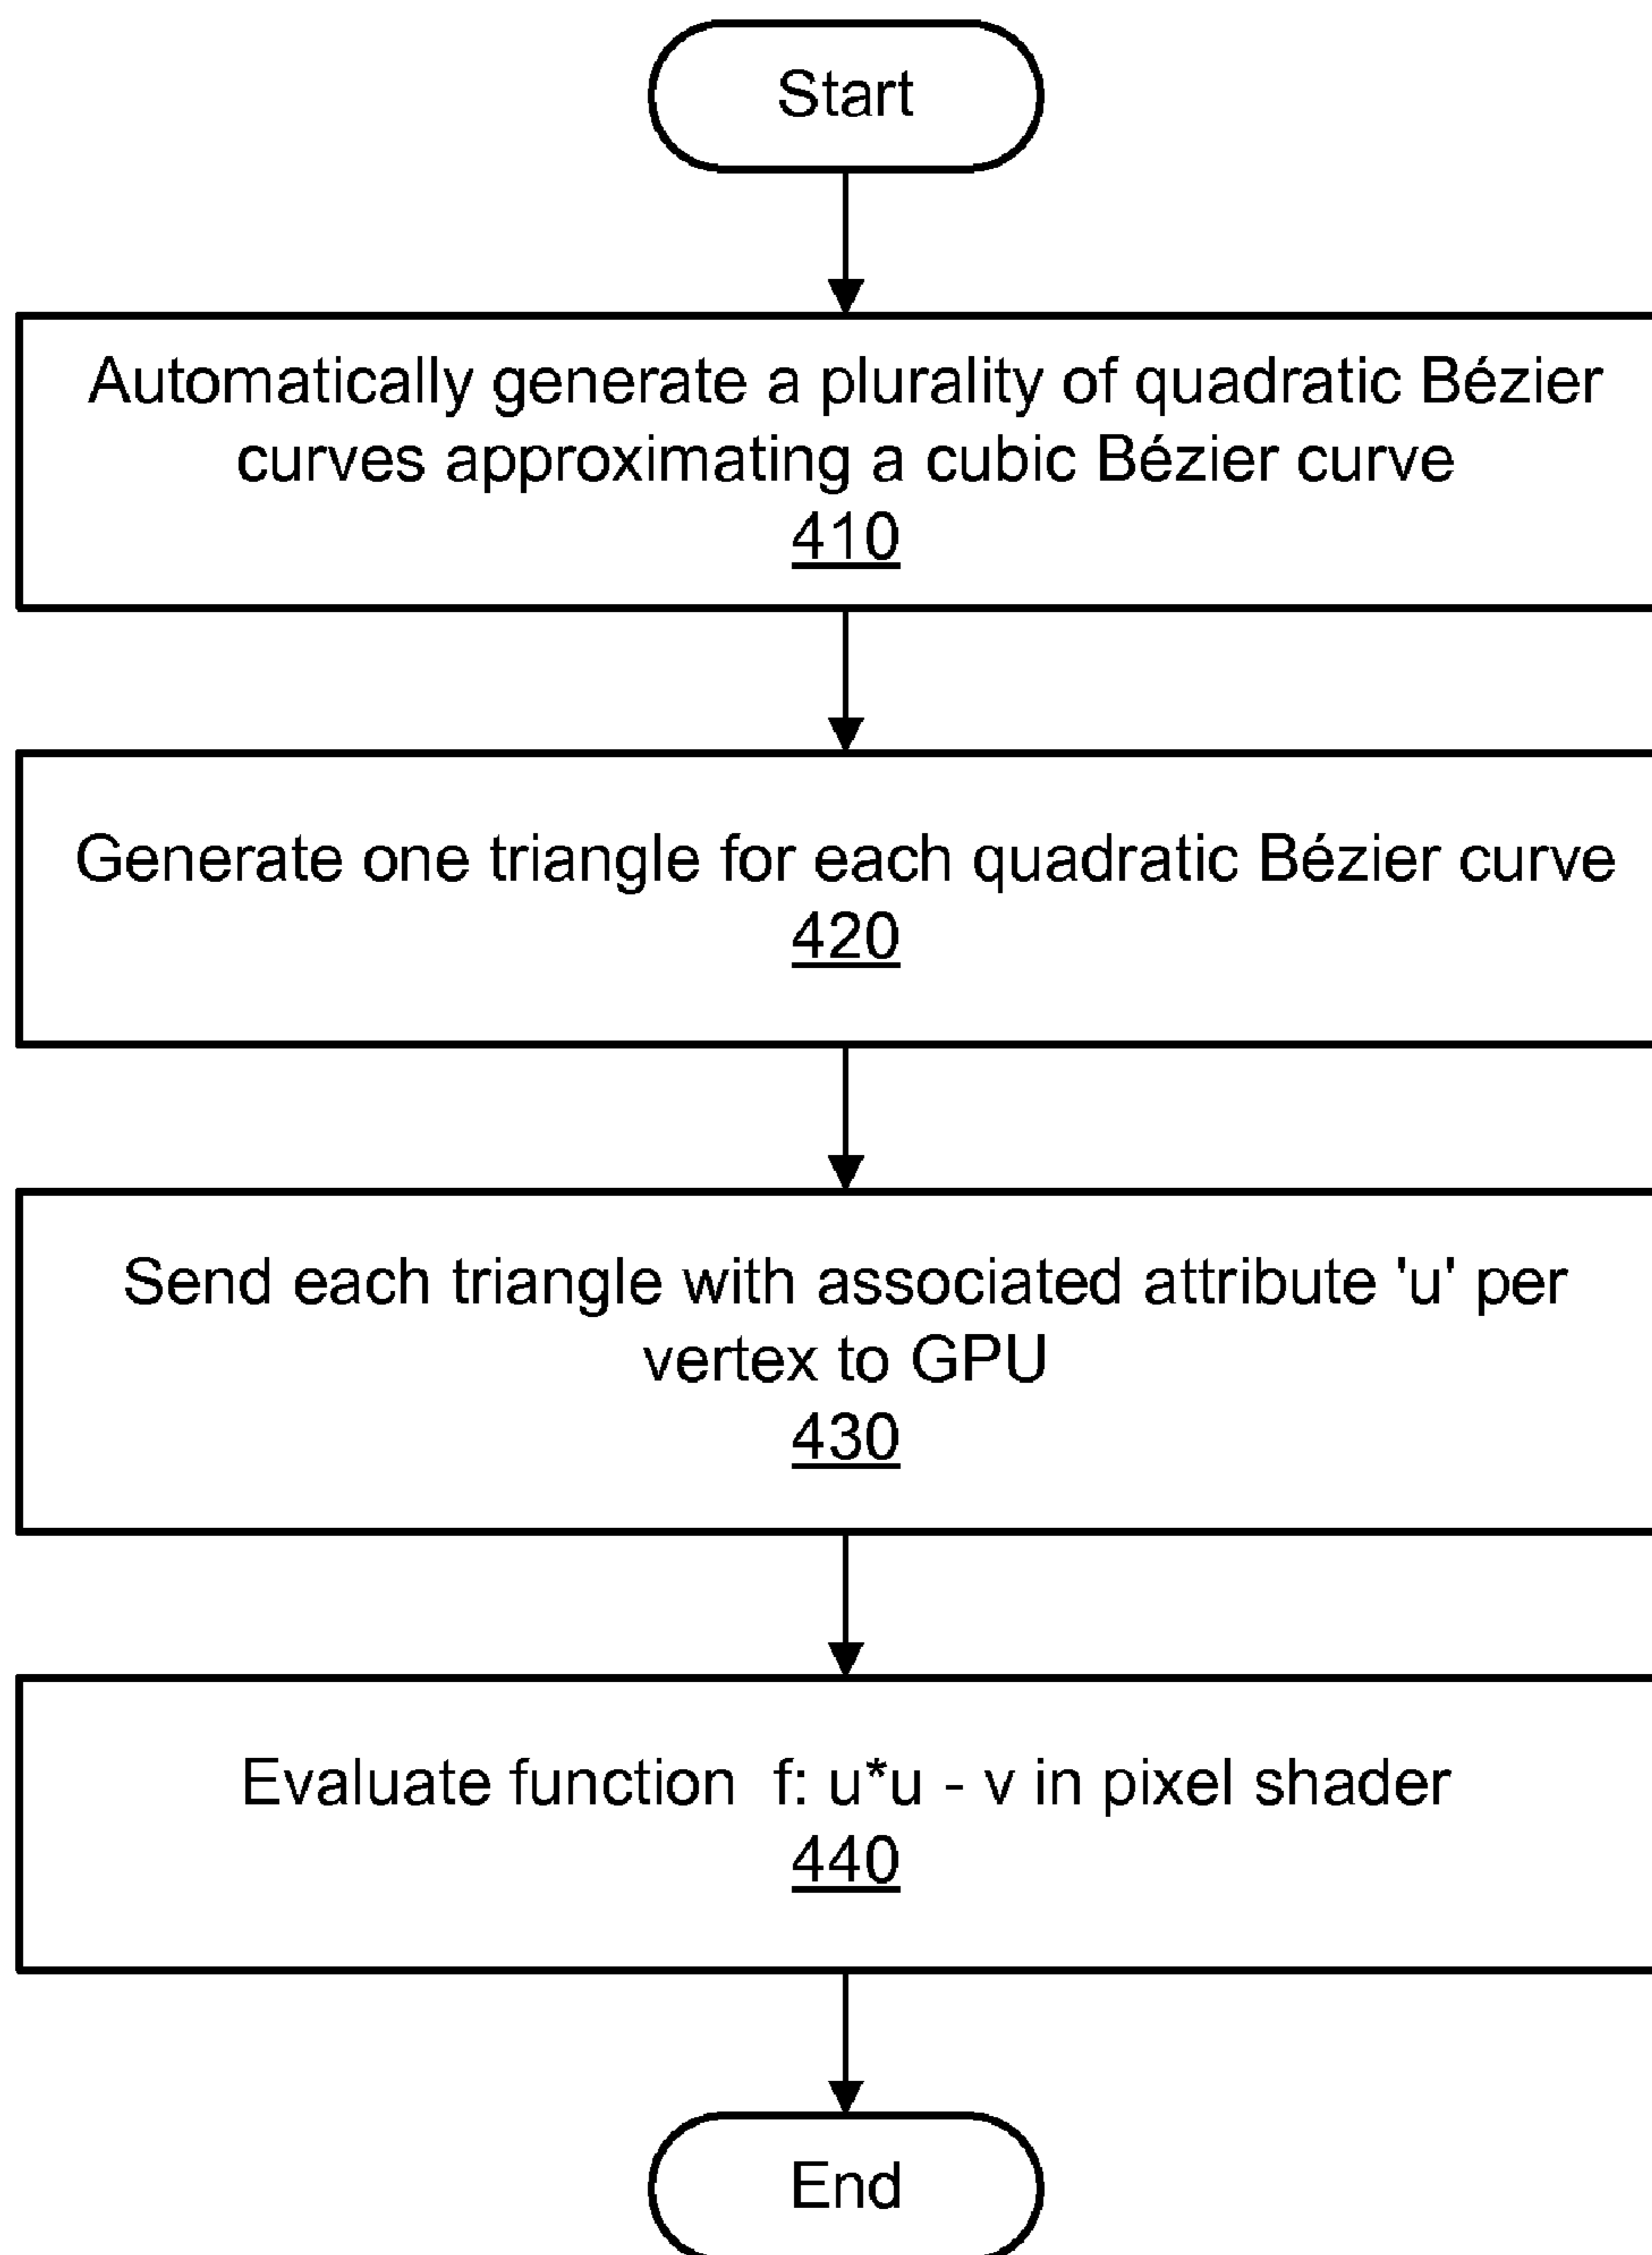 Start
Automatically generate a plurality of quadratic Bézier
curves approximating a cubic Bézier curve
410
Generate one triangle for each quadratic Bézier curve
420
Send each triangle with associated attribute 'u' per
vertex to GPU
430
Evaluate function f: u*u - v in pixel shader
440
End